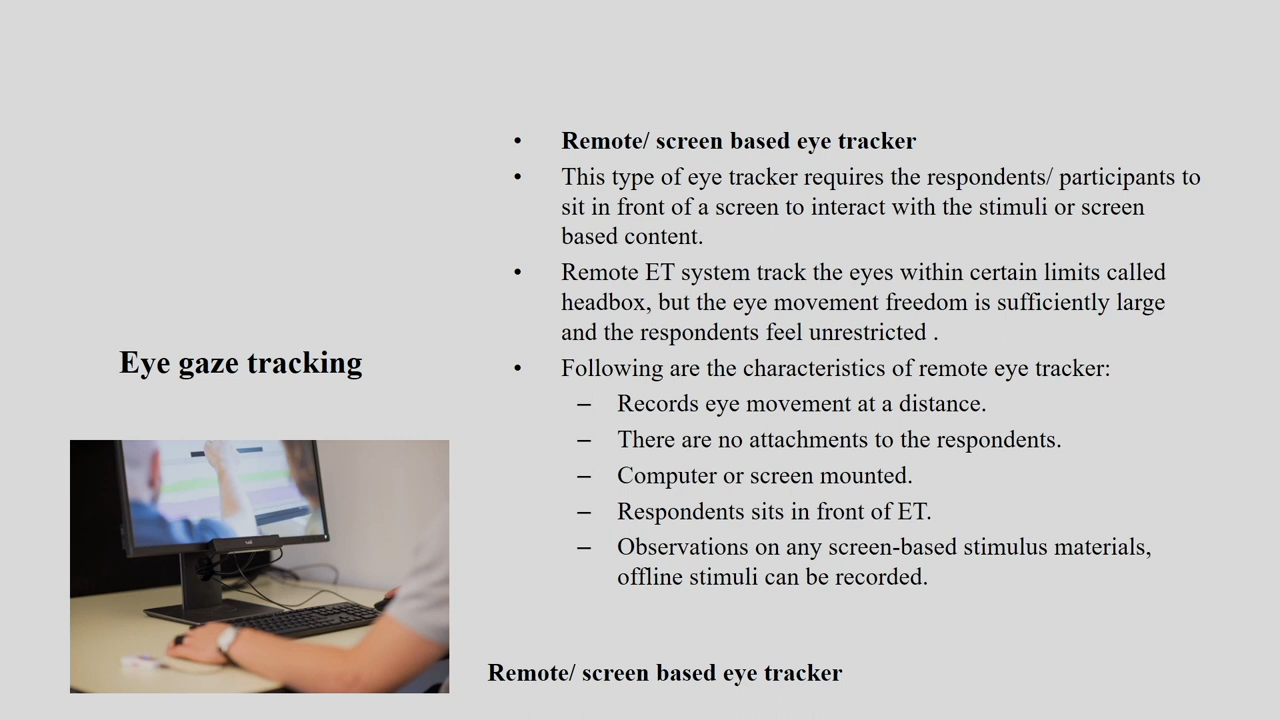 Eye gaze tracking
• Remote/ screen based eye tracker
• This type of eye tracker requires the respondents/ participants to
sit in front of a screen to interact with the stimuli or screen
based content.
• Remote ET system track the eyes within certain limits called
headbox, but the eye movement freedom is sufficiently large
and the respondents feel unrestricted .
• Following are the characteristics of remote eye tracker:
– Records eye movement at a distance.
– There are no attachments to the respondents.
– Computer or screen mounted.
– Respondents sits in front of ET.
– Observations on any screen-based stimulus materials,
offline stimuli can be recorded.
Remote/ screen based eye tracker